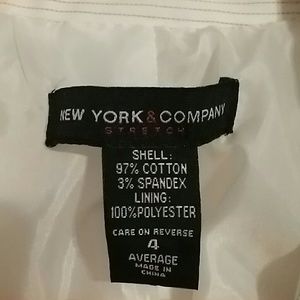 NEW YORK & COMPANY
STRETCH
SHELL:
97% COTTON
3% SPANDEX
LINING:
100% POLYESTER
CARE ON REVERSE
4
AVERAGE
MADE IN
CHINA